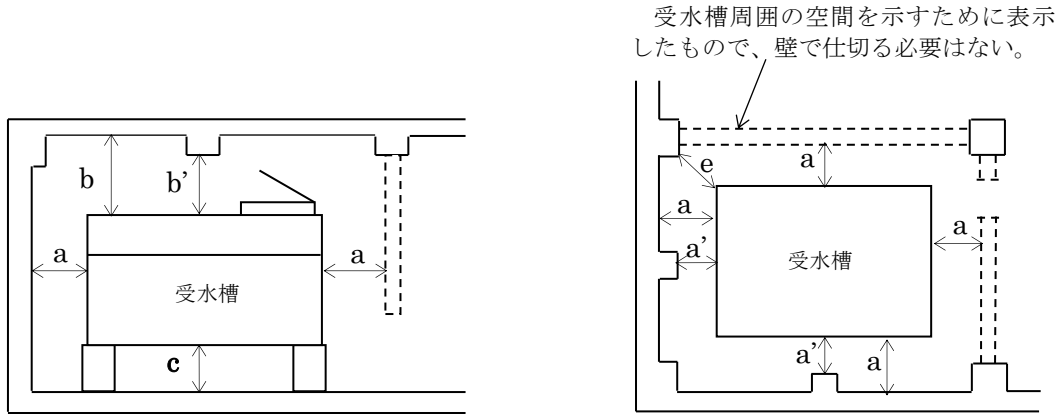 受水槽周囲の空間を示すために表示
したもので、壁で仕切る必要はない。
b
b’
a
a
受水槽
c
a
e
a
a
a’
受水槽
a’
a